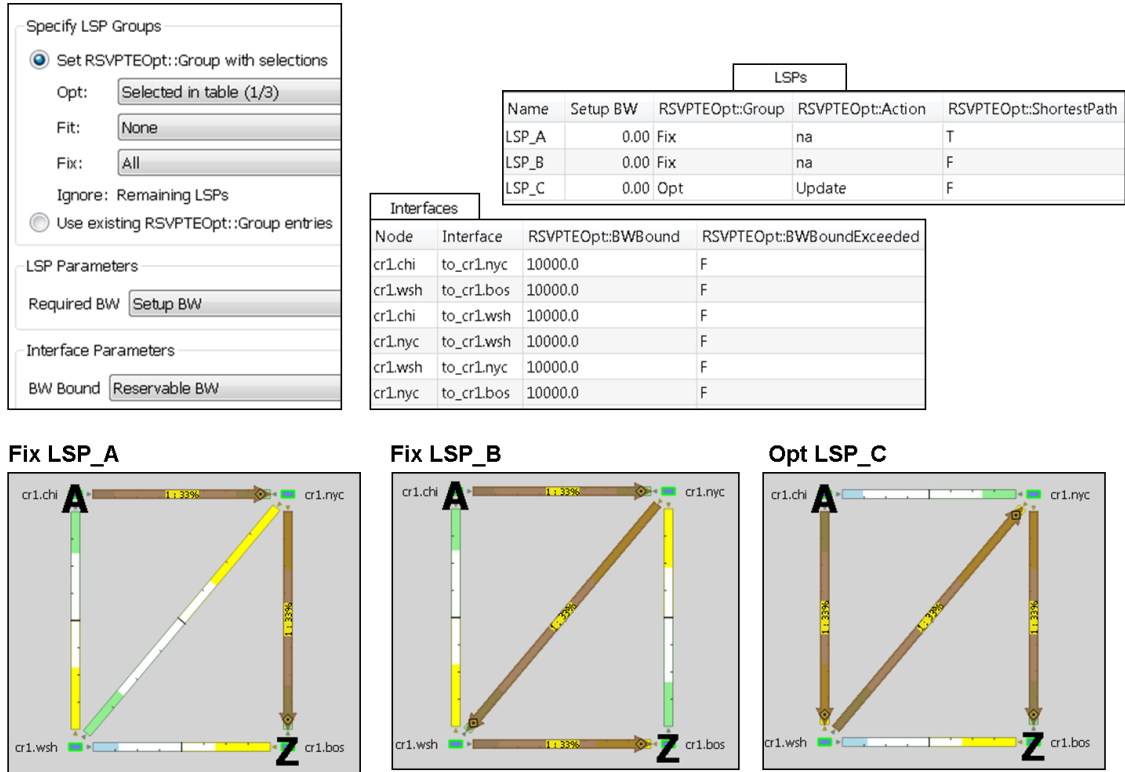 Specify LSP Groups
Set RSVPTEOpt::Group with selections
Opt: Selected in table (1/3)
Fit: None
Fix: All
Ignore: Remaining LSPs
Use existing RSVPTEOpt::Group entries
LSP Parameters
Required BW Setup BW
Interface Parameters
BW Bound Reservable BW
LSPs
Name Setup BW RSVPTEOpt::Group RSVPTEOpt::Action RSVPTEOpt::ShortestPath
LSP_A 0.00 Fix na T
LSP_B 0.00 Fix na F
LSP_C 0.00 Opt Update F
Interfaces
Node Interface RSVPTEOpt::BWBound RSVPTEOpt::BWBoundExceeded
cr1.chi to_cr1.nyc 10000.0 F
cr1.wsh to_cr1.bos 10000.0 F
cr1.chi to_cr1.wsh 10000.0 F
cr1.nyc to_cr1.wsh 10000.0 F
cr1.wsh to_cr1.nyc 10000.0 F
cr1.nyc to_cr1.bos 10000.0 F
Fix LSP_A
cr1.chi A 1 : 33% cr1.nyc
1 : 33%
cr1.wsh Z cr1.bos
Fix LSP_B
cr1.chi A 1 : 33% cr1.nyc
1 : 33%
cr1.wsh 1 : 33% Z cr1.bos
Opt LSP_C
cr1.chi A cr1.nyc
1 : 33% 1 : 33% 1 : 33%
cr1.wsh Z cr1.bos